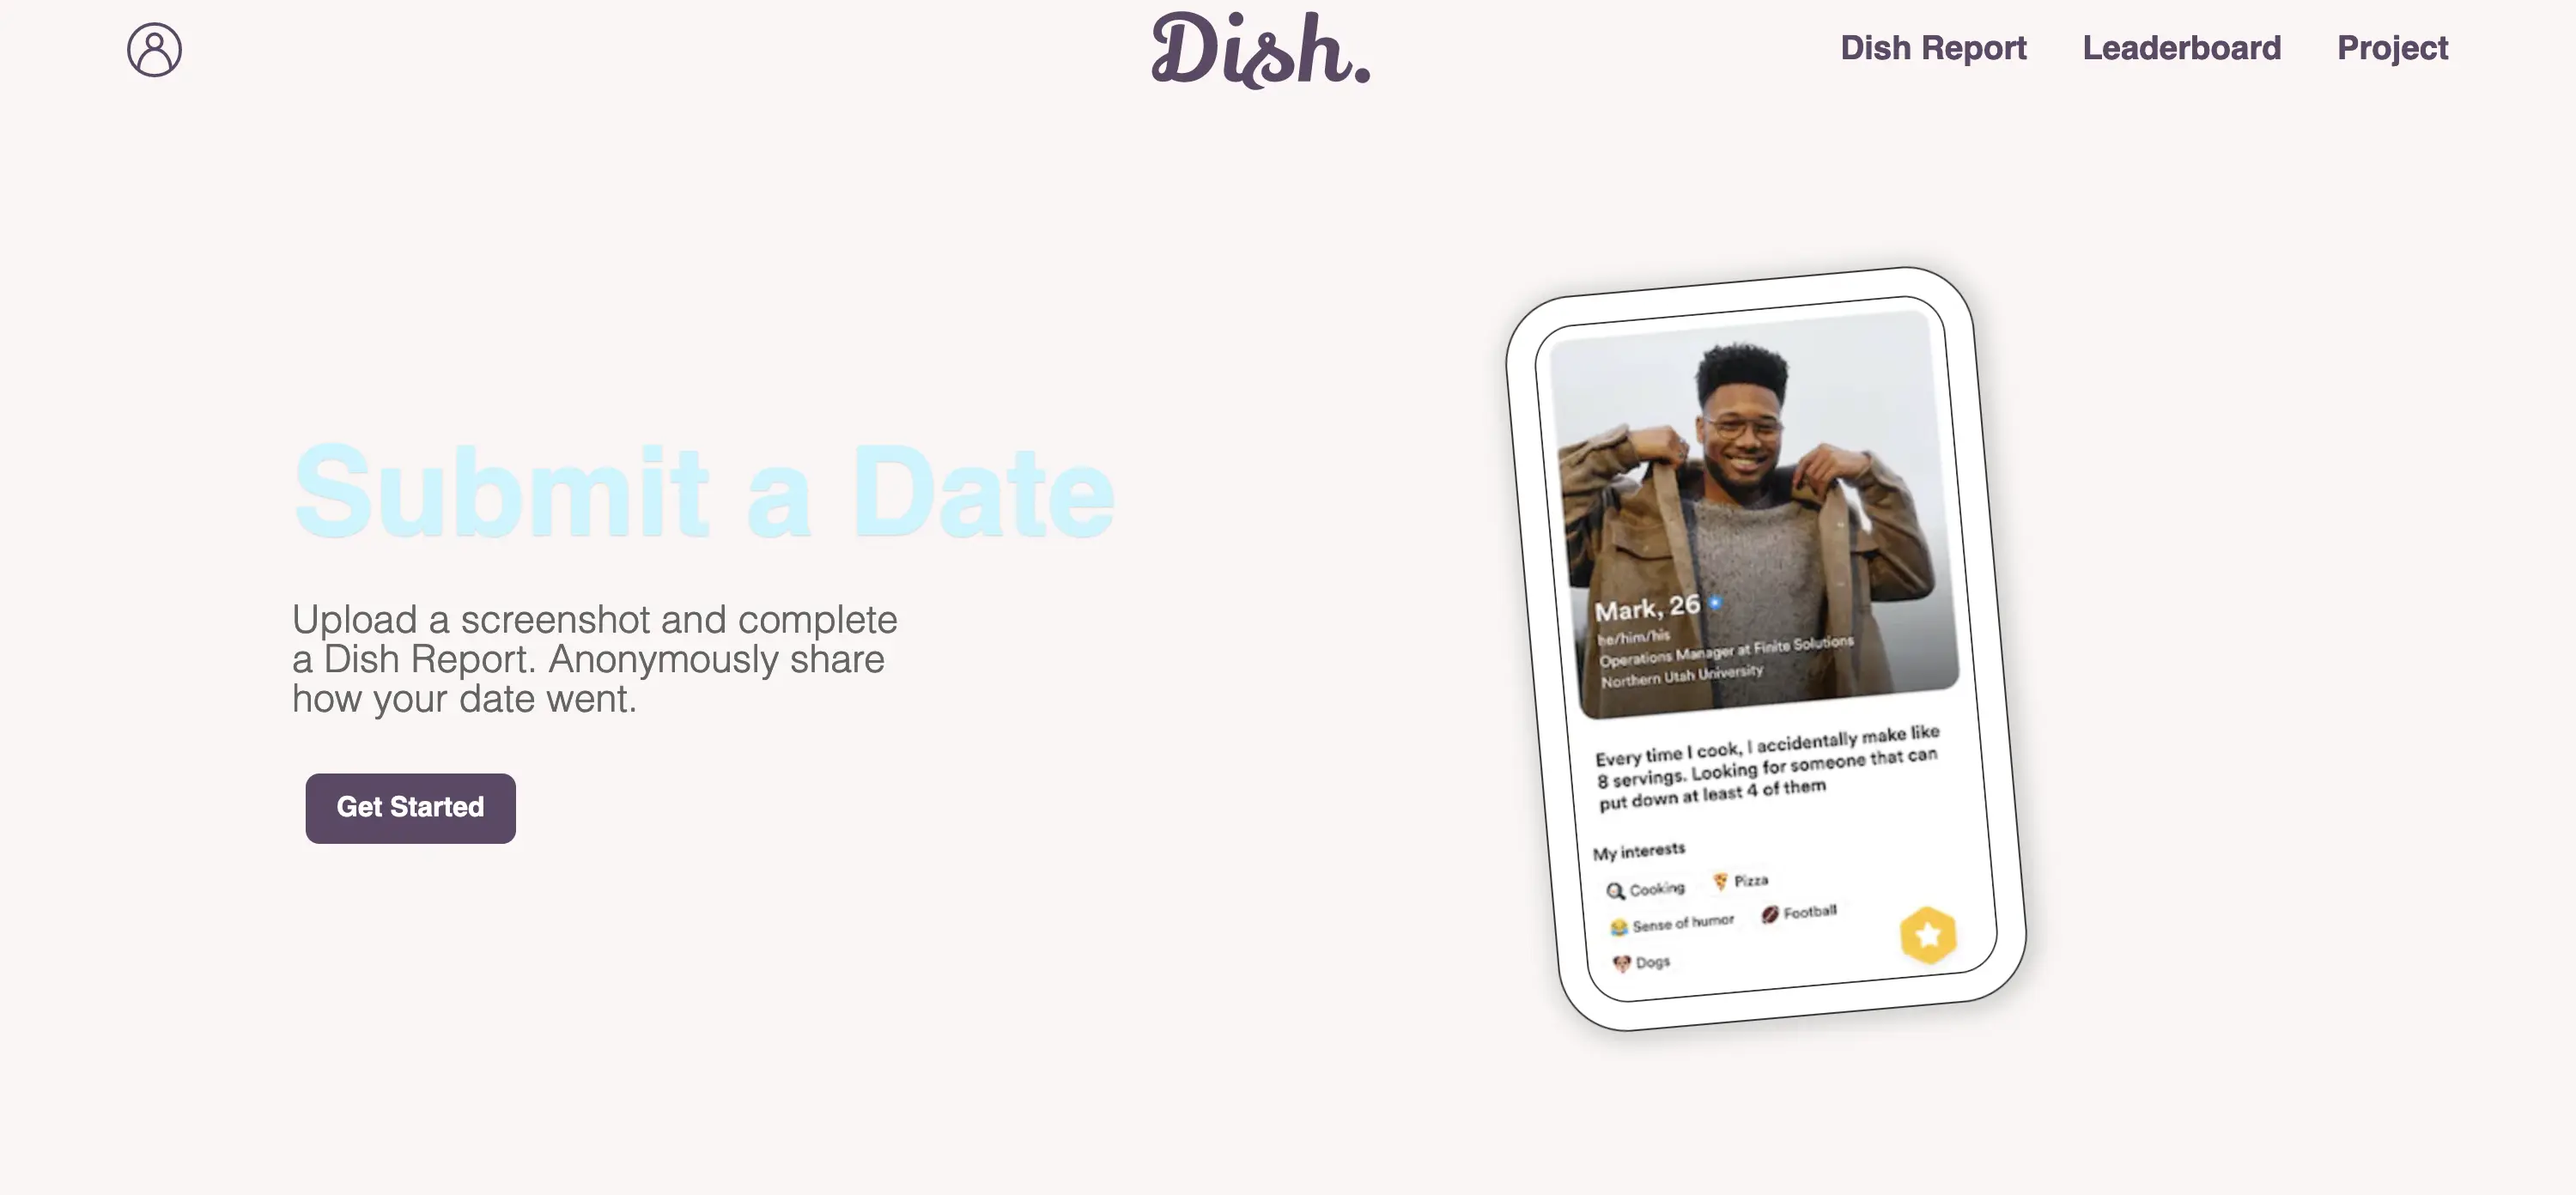 Dish.
Dish Report
Leaderboard
Project
Submit a Date
Upload a screenshot and complete
a Dish Report. Anonymously share
how your date went.
Get Started
Mark, 26
he/him/his
Operations Manager at Finite Solutions
Northern Utah University
Every time I cook, I accidentally make like
8 servings. Looking for someone that can
put down at least 4 of them
My interests
Cooking
Pizza
Sense of humor
Football
Dogs